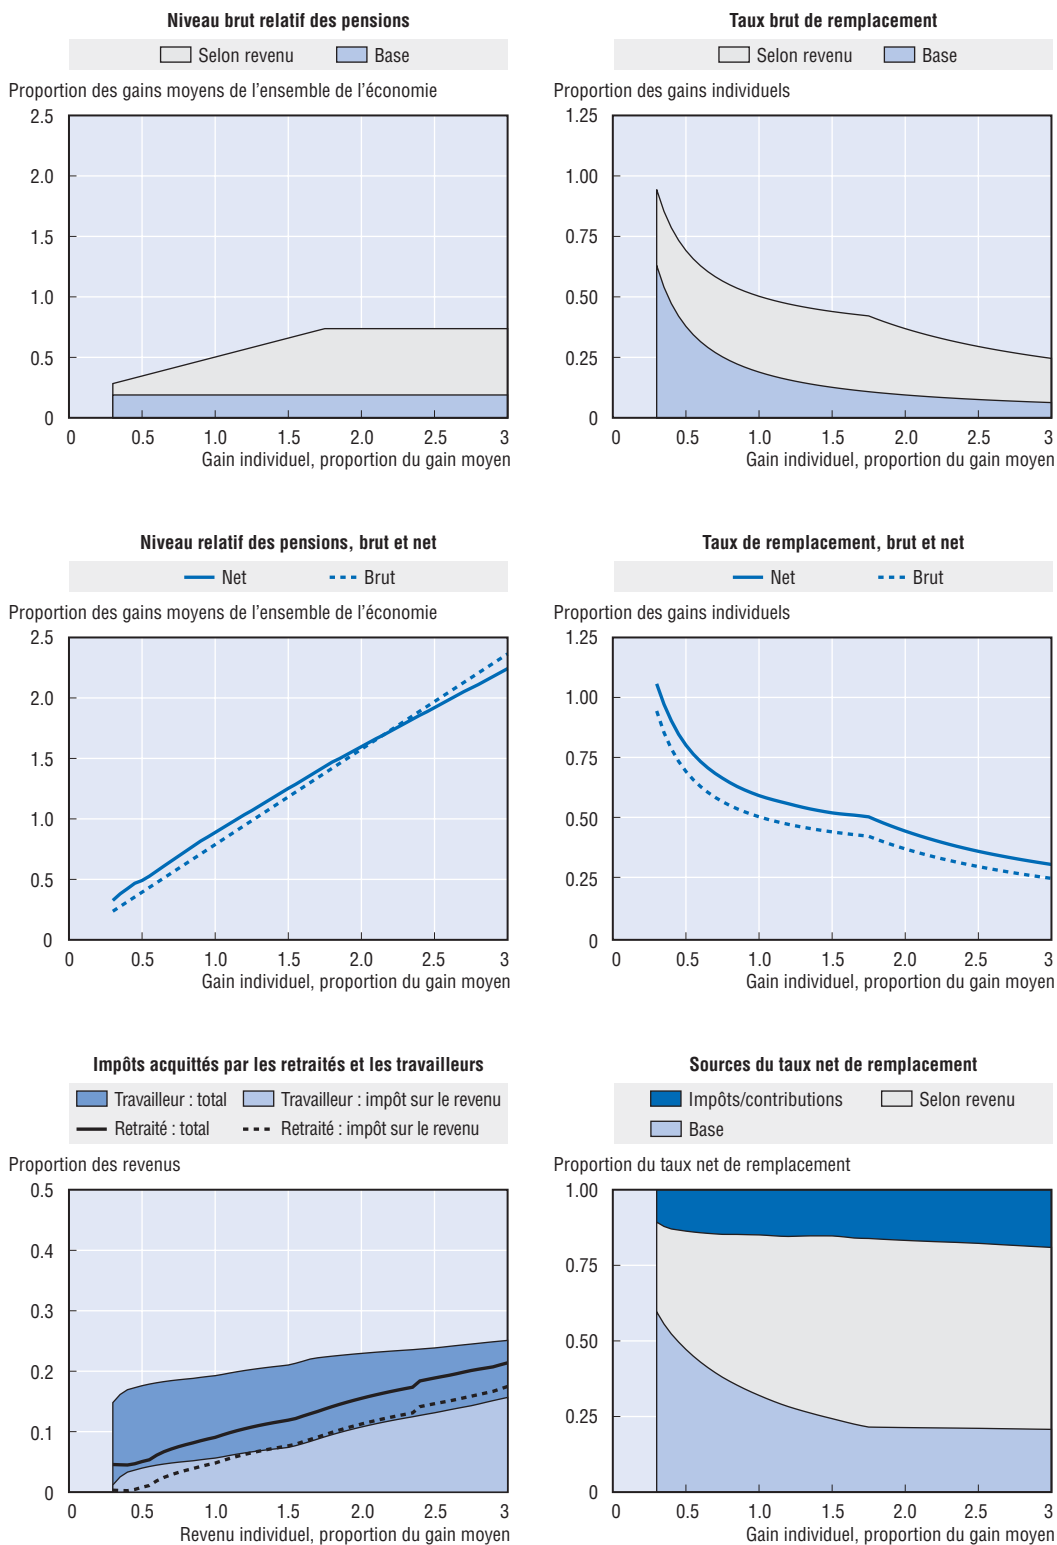 Niveau brut relatif des pensions
Selon revenu Base
Proportion des gains moyens de l'ensemble de l'économie
2.5
2.0
1.5
1.0
0.5
0
0 0.5 1.0 1.5 2.0 2.5 3
Gain individuel, proportion du gain moyen
Taux brut de remplacement
Selon revenu Base
Proportion des gains individuels
1.25
1.00
0.75
0.50
0.25
0
0 0.5 1.0 1.5 2.0 2.5 3
Gain individuel, proportion du gain moyen
Niveau relatif des pensions, brut et net
Net Brut
Proportion des gains moyens de l'ensemble de l'économie
2.5
2.0
1.5
1.0
0.5
0
0 0.5 1.0 1.5 2.0 2.5 3
Gain individuel, proportion du gain moyen
Taux de remplacement, brut et net
Net Brut
Proportion des gains individuels
1.25
1.00
0.75
0.50
0.25
0
0 0.5 1.0 1.5 2.0 2.5 3
Gain individuel, proportion du gain moyen
Impôts acquittés par les retraités et les travailleurs
Travailleur : total Travailleur : impôt sur le revenu
Retraité : total Retraité : impôt sur le revenu
Proportion des revenus
0.5
0.4
0.3
0.2
0.1
0
0 0.5 1.0 1.5 2.0 2.5 3
Revenu individuel, proportion du gain moyen
Sources du taux net de remplacement
Impôts/contributions Selon revenu
Base
Proportion du taux net de remplacement
1.00
0.75
0.50
0.25
0
0 0.5 1.0 1.5 2.0 2.5 3
Gain individuel, proportion du gain moyen